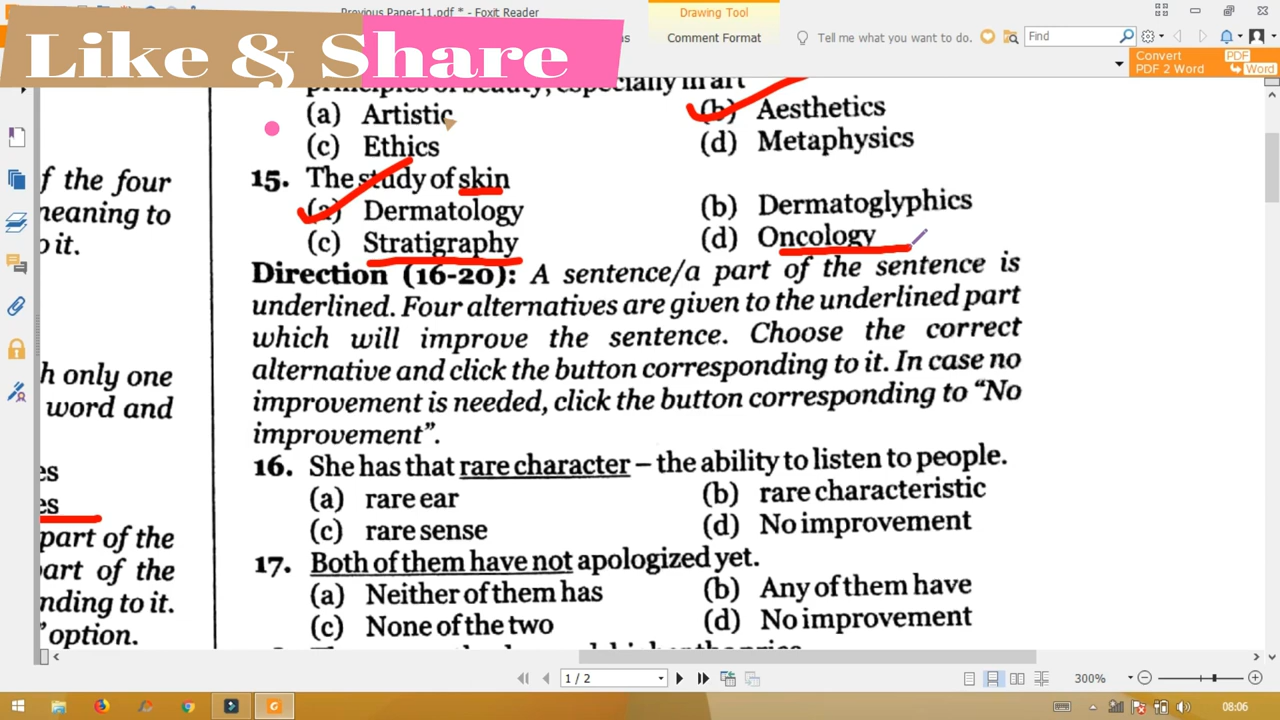 Previous Paper-11.pdf * - Foxit Reader
Drawing Tool
Like & Share
Comment Format
Tell me what you want to do.
Find
Convert
PDF 2 Word
PDF
Word
principles of beauty, especially in art
(a) Artistic
(b) Aesthetics
(c) Ethics
(d) Metaphysics
15. The study of skin
(a) Dermatology
(b) Dermatoglyphics
(c) Stratigraphy
(d) Oncology
Direction (16-20): A sentence/a part of the sentence is
underlined. Four alternatives are given to the underlined part
which will improve the sentence. Choose the correct
alternative and click the button corresponding to it. In case no
improvement is needed, click the button corresponding to “No
improvement”.
16. She has that rare character – the ability to listen to people.
(a) rare ear
(b) rare characteristic
(c) rare sense
(d) No improvement
17. Both of them have not apologized yet.
(a) Neither of them has
(b) Any of them have
(c) None of the two
(d) No improvement
f the four
neaning to
o it.
h only one
word and
es
es
part of the
art of the
nding to it.
' option.
1 / 2
300%
08:06